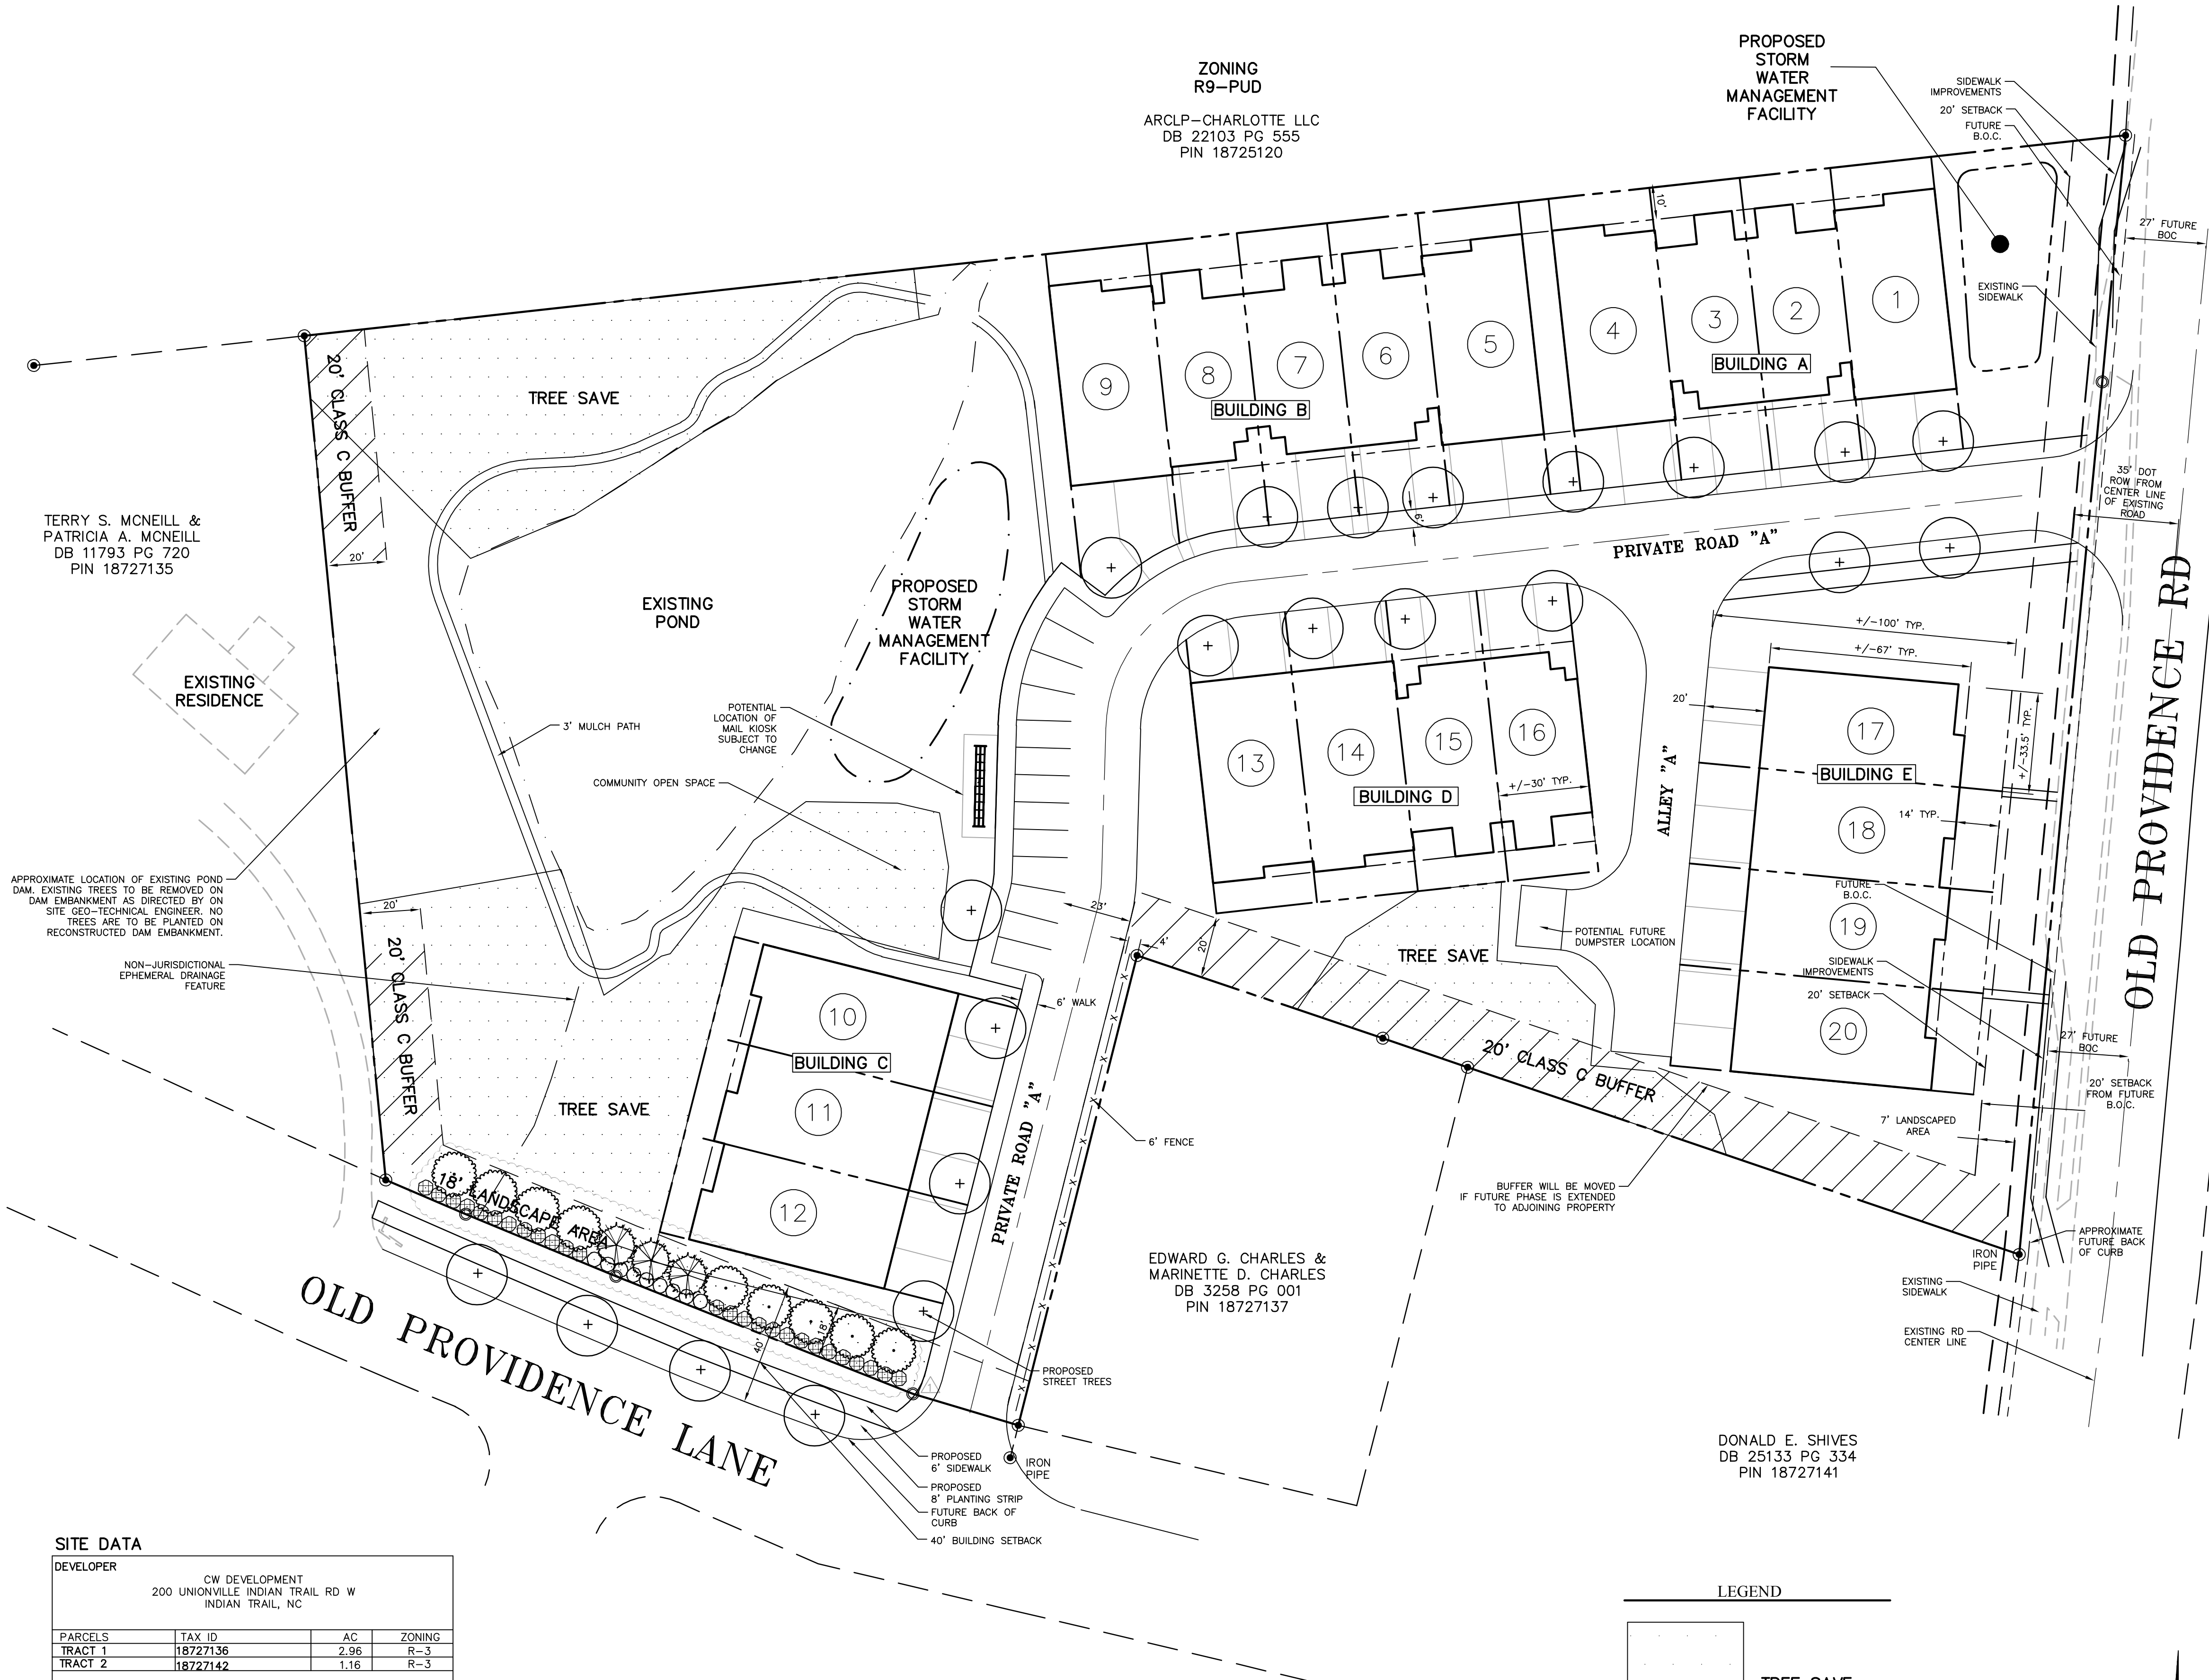 ZONING
R9-PUD
ARCLP-CHARLOTTE LLC
DB 22103 PG 555
PIN 18725120
PROPOSED
STORM
WATER
MANAGEMENT
FACILITY
SIDEWALK
IMPROVEMENTS
20' SETBACK
FUTURE
B.O.C.
27' FUTURE
BOC
EXISTING
SIDEWALK
10'
1
2
3
4
BUILDING A
5
6
7
8
9
BUILDING B
6'
35' DOT
ROW FROM
CENTER LINE
OF EXISTING
ROAD
PRIVATE ROAD "A"
20' CLASS C BUFFER
20'
TREE SAVE
TERRY S. MCNEILL &
PATRICIA A. MCNEILL
DB 11793 PG 720
PIN 18727135
EXISTING
POND
PROPOSED
STORM
WATER
MANAGEMENT
FACILITY
EXISTING
RESIDENCE
3' MULCH PATH
POTENTIAL
LOCATION OF
MAIL KIOSK
SUBJECT TO
CHANGE
COMMUNITY OPEN SPACE
13
14
15
16
BUILDING D
+/-30' TYP.
ALLEY "A"
+/-100' TYP.
+/-67' TYP.
20'
17
BUILDING E
18
19
20
+/-33.5' TYP.
14' TYP.
FUTURE
B.O.C.
SIDEWALK
IMPROVEMENTS
20' SETBACK
27' FUTURE
BOC
20' SETBACK
FROM FUTURE
B.O.C.
7' LANDSCAPED
AREA
OLD PROVIDENCE RD
APPROXIMATE LOCATION OF EXISTING POND
DAM. EXISTING TREES TO BE REMOVED ON
DAM EMBANKMENT AS DIRECTED BY ON
SITE GEO-TECHNICAL ENGINEER. NO
TREES ARE TO BE PLANTED ON
RECONSTRUCTED DAM EMBANKMENT.
NON-JURISDICTIONAL
EPHEMERAL DRAINAGE
FEATURE
20'
20' CLASS C BUFFER
TREE SAVE
10
BUILDING C
11
12
23'
4'
20'
6' WALK
PRIVATE ROAD "A"
6' FENCE
TREE SAVE
POTENTIAL FUTURE
DUMPSTER LOCATION
20' CLASS C BUFFER
BUFFER WILL BE MOVED
IF FUTURE PHASE IS EXTENDED
TO ADJOINING PROPERTY
IRON
PIPE
APPROXIMATE
FUTURE BACK
OF CURB
EXISTING
SIDEWALK
EXISTING RD
CENTER LINE
18' LANDSCAPE AREA
40'
18'
1
EDWARD G. CHARLES &
MARINETTE D. CHARLES
DB 3258 PG 001
PIN 18727137
PROPOSED
STREET TREES
OLD PROVIDENCE LANE
PROPOSED
6' SIDEWALK
PROPOSED
8' PLANTING STRIP
FUTURE BACK OF
CURB
40' BUILDING SETBACK
IRON
PIPE
DONALD E. SHIVES
DB 25133 PG 334
PIN 18727141
SITE DATA
DEVELOPER
CW DEVELOPMENT
200 UNIONVILLE INDIAN TRAIL RD W
INDIAN TRAIL, NC
PARCELS TAX ID AC ZONING
TRACT 1 18727136 2.96 R-3
TRACT 2 18727142 1.16 R-3
LEGEND
TREE SAVE